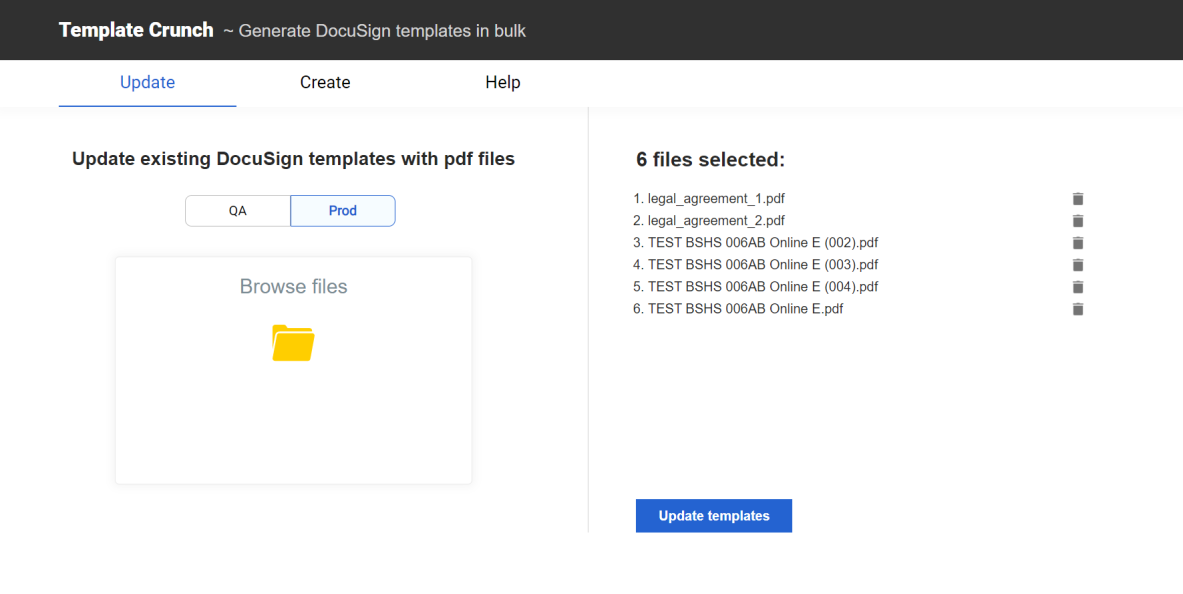 Template Crunch ~ Generate DocuSign templates in bulk
Update Create Help
Update existing DocuSign templates with pdf files
QA Prod
Browse files
6 files selected:
1. legal_agreement_1.pdf
2. legal_agreement_2.pdf
3. TEST BSHS 006AB Online E (002).pdf
4. TEST BSHS 006AB Online E (003).pdf
5. TEST BSHS 006AB Online E (004).pdf
6. TEST BSHS 006AB Online E.pdf
Update templates